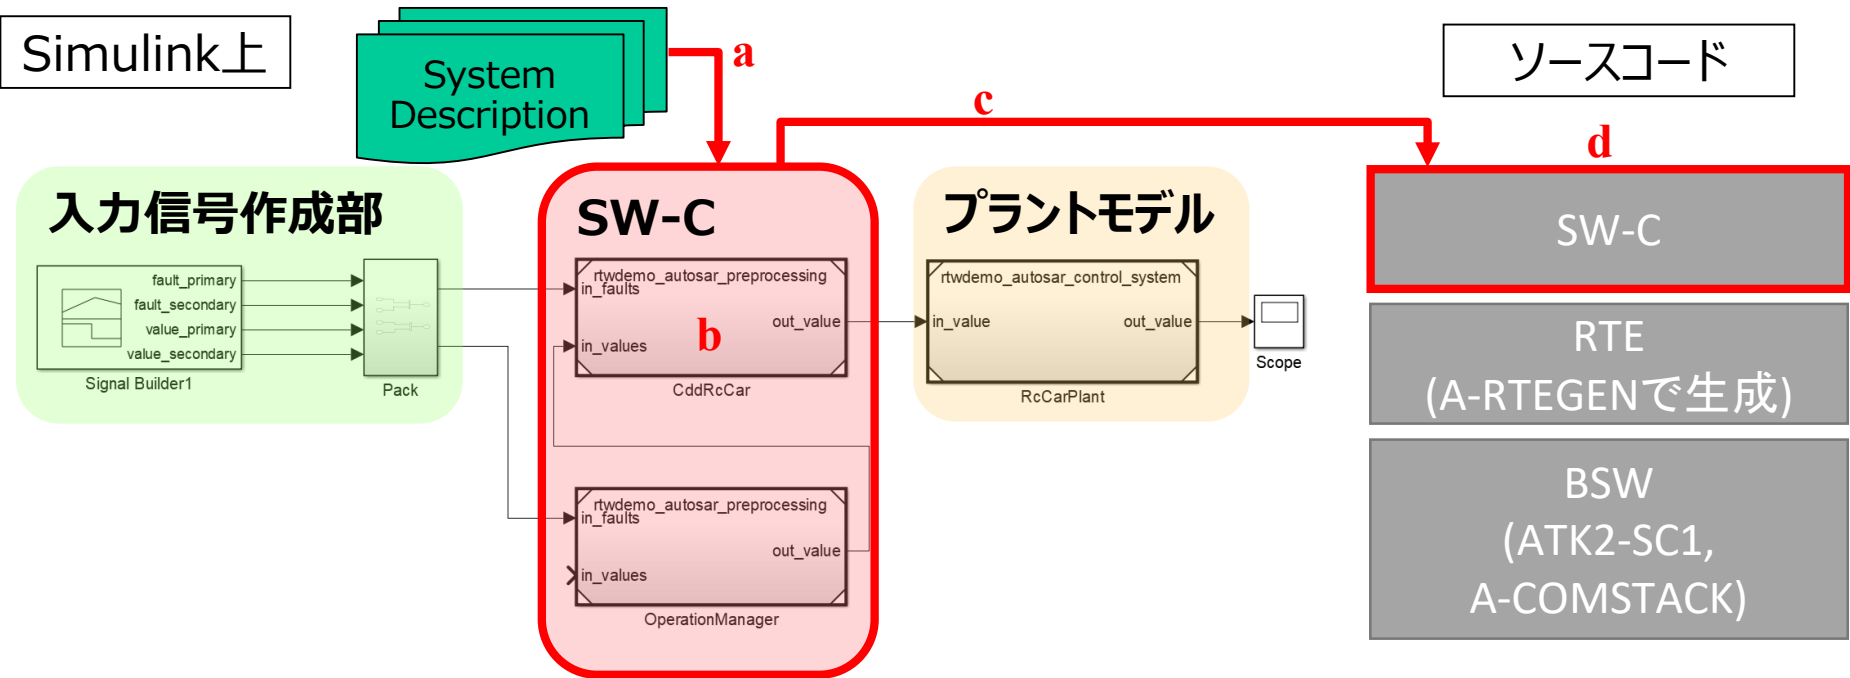 Simulink上
System
Description
a
c
ソースコード
d
入力信号作成部
fault_primary
fault_secondary
value_primary
value_secondary
Signal Builder1
Pack
SW-C
rtwdemo_autosar_preprocessing
in_faults
b
out_value
in_values
CddRcCar
rtwdemo_autosar_preprocessing
in_faults
out_value
in_values
OperationManager
プラントモデル
rtwdemo_autosar_control_system
in_value
out_value
RcCarPlant
Scope
SW-C
RTE
(A-RTEGENで生成)
BSW
(ATK2-SC1,
A-COMSTACK)